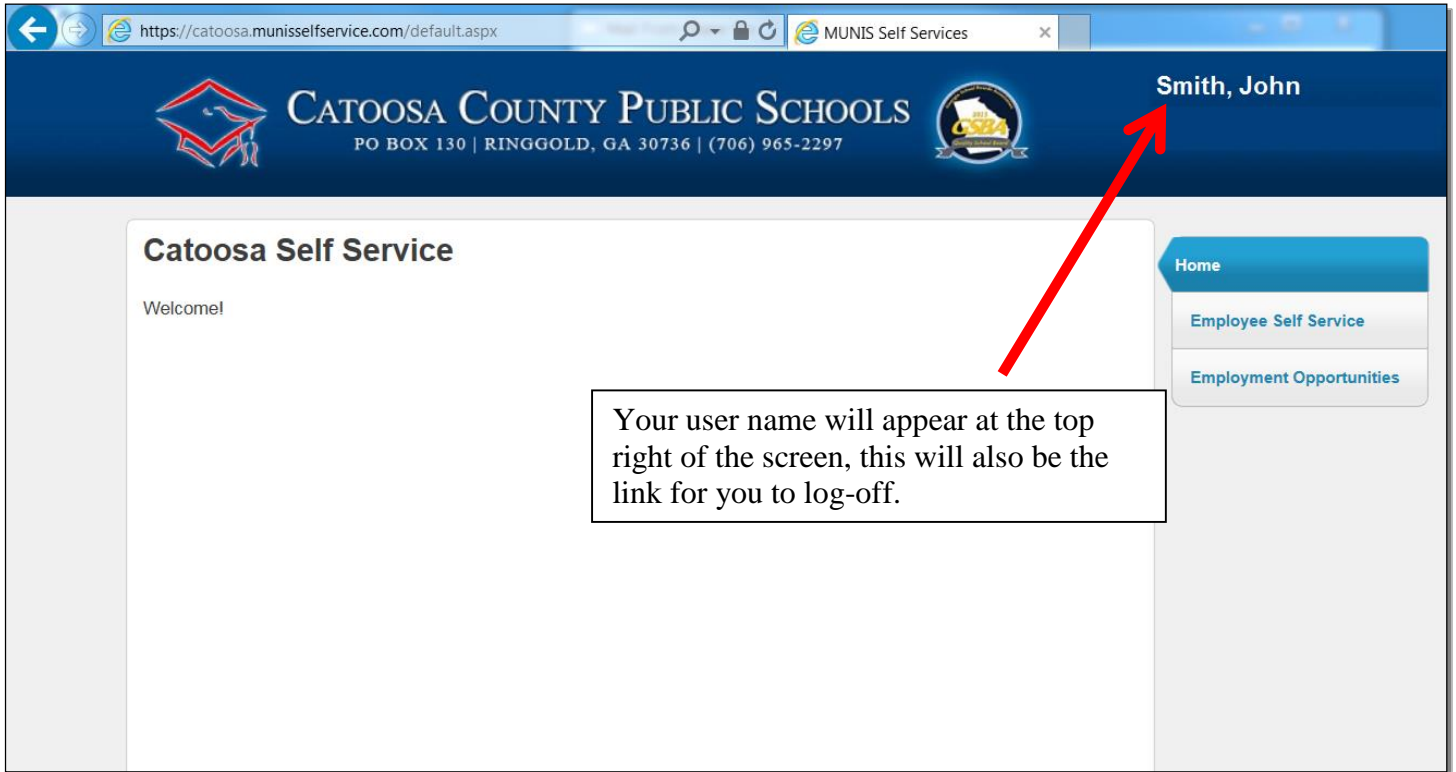 https://catoosa.munisselfservice.com/default.aspx
MUNIS Self Services
CATOOSA COUNTY PUBLIC SCHOOLS
PO BOX 130 | RINGGOLD, GA 30736 | (706) 965-2297
GSBA
Smith, John
Catoosa Self Service
Welcome!
Home
Employee Self Service
Employment Opportunities
Your user name will appear at the top
right of the screen, this will also be the
link for you to log-off.